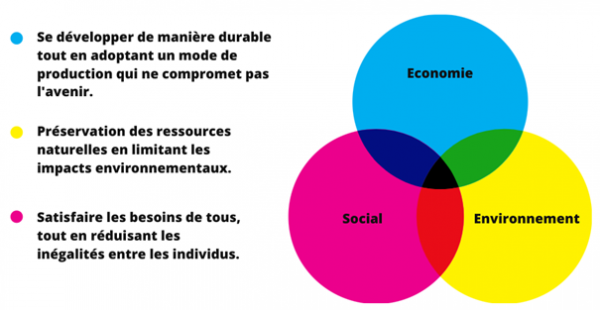 Se développer de manière durable
tout en adoptant un mode de
production qui ne compromet pas
l'avenir.
Préservation des ressources
naturelles en limitant les
impacts environnementaux.
Satisfaire les besoins de tous,
tout en réduisant les
inégalités entre les individus.
Economie
Social
Environnement